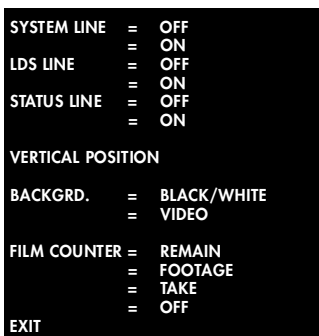 SYSTEM LINE = OFF
= ON
LDS LINE = OFF
= ON
STATUS LINE = OFF
= ON
VERTICAL POSITION
BACKGRD. = BLACK/WHITE
= VIDEO
FILM COUNTER = REMAIN
= FOOTAGE
= TAKE
= OFF
EXIT